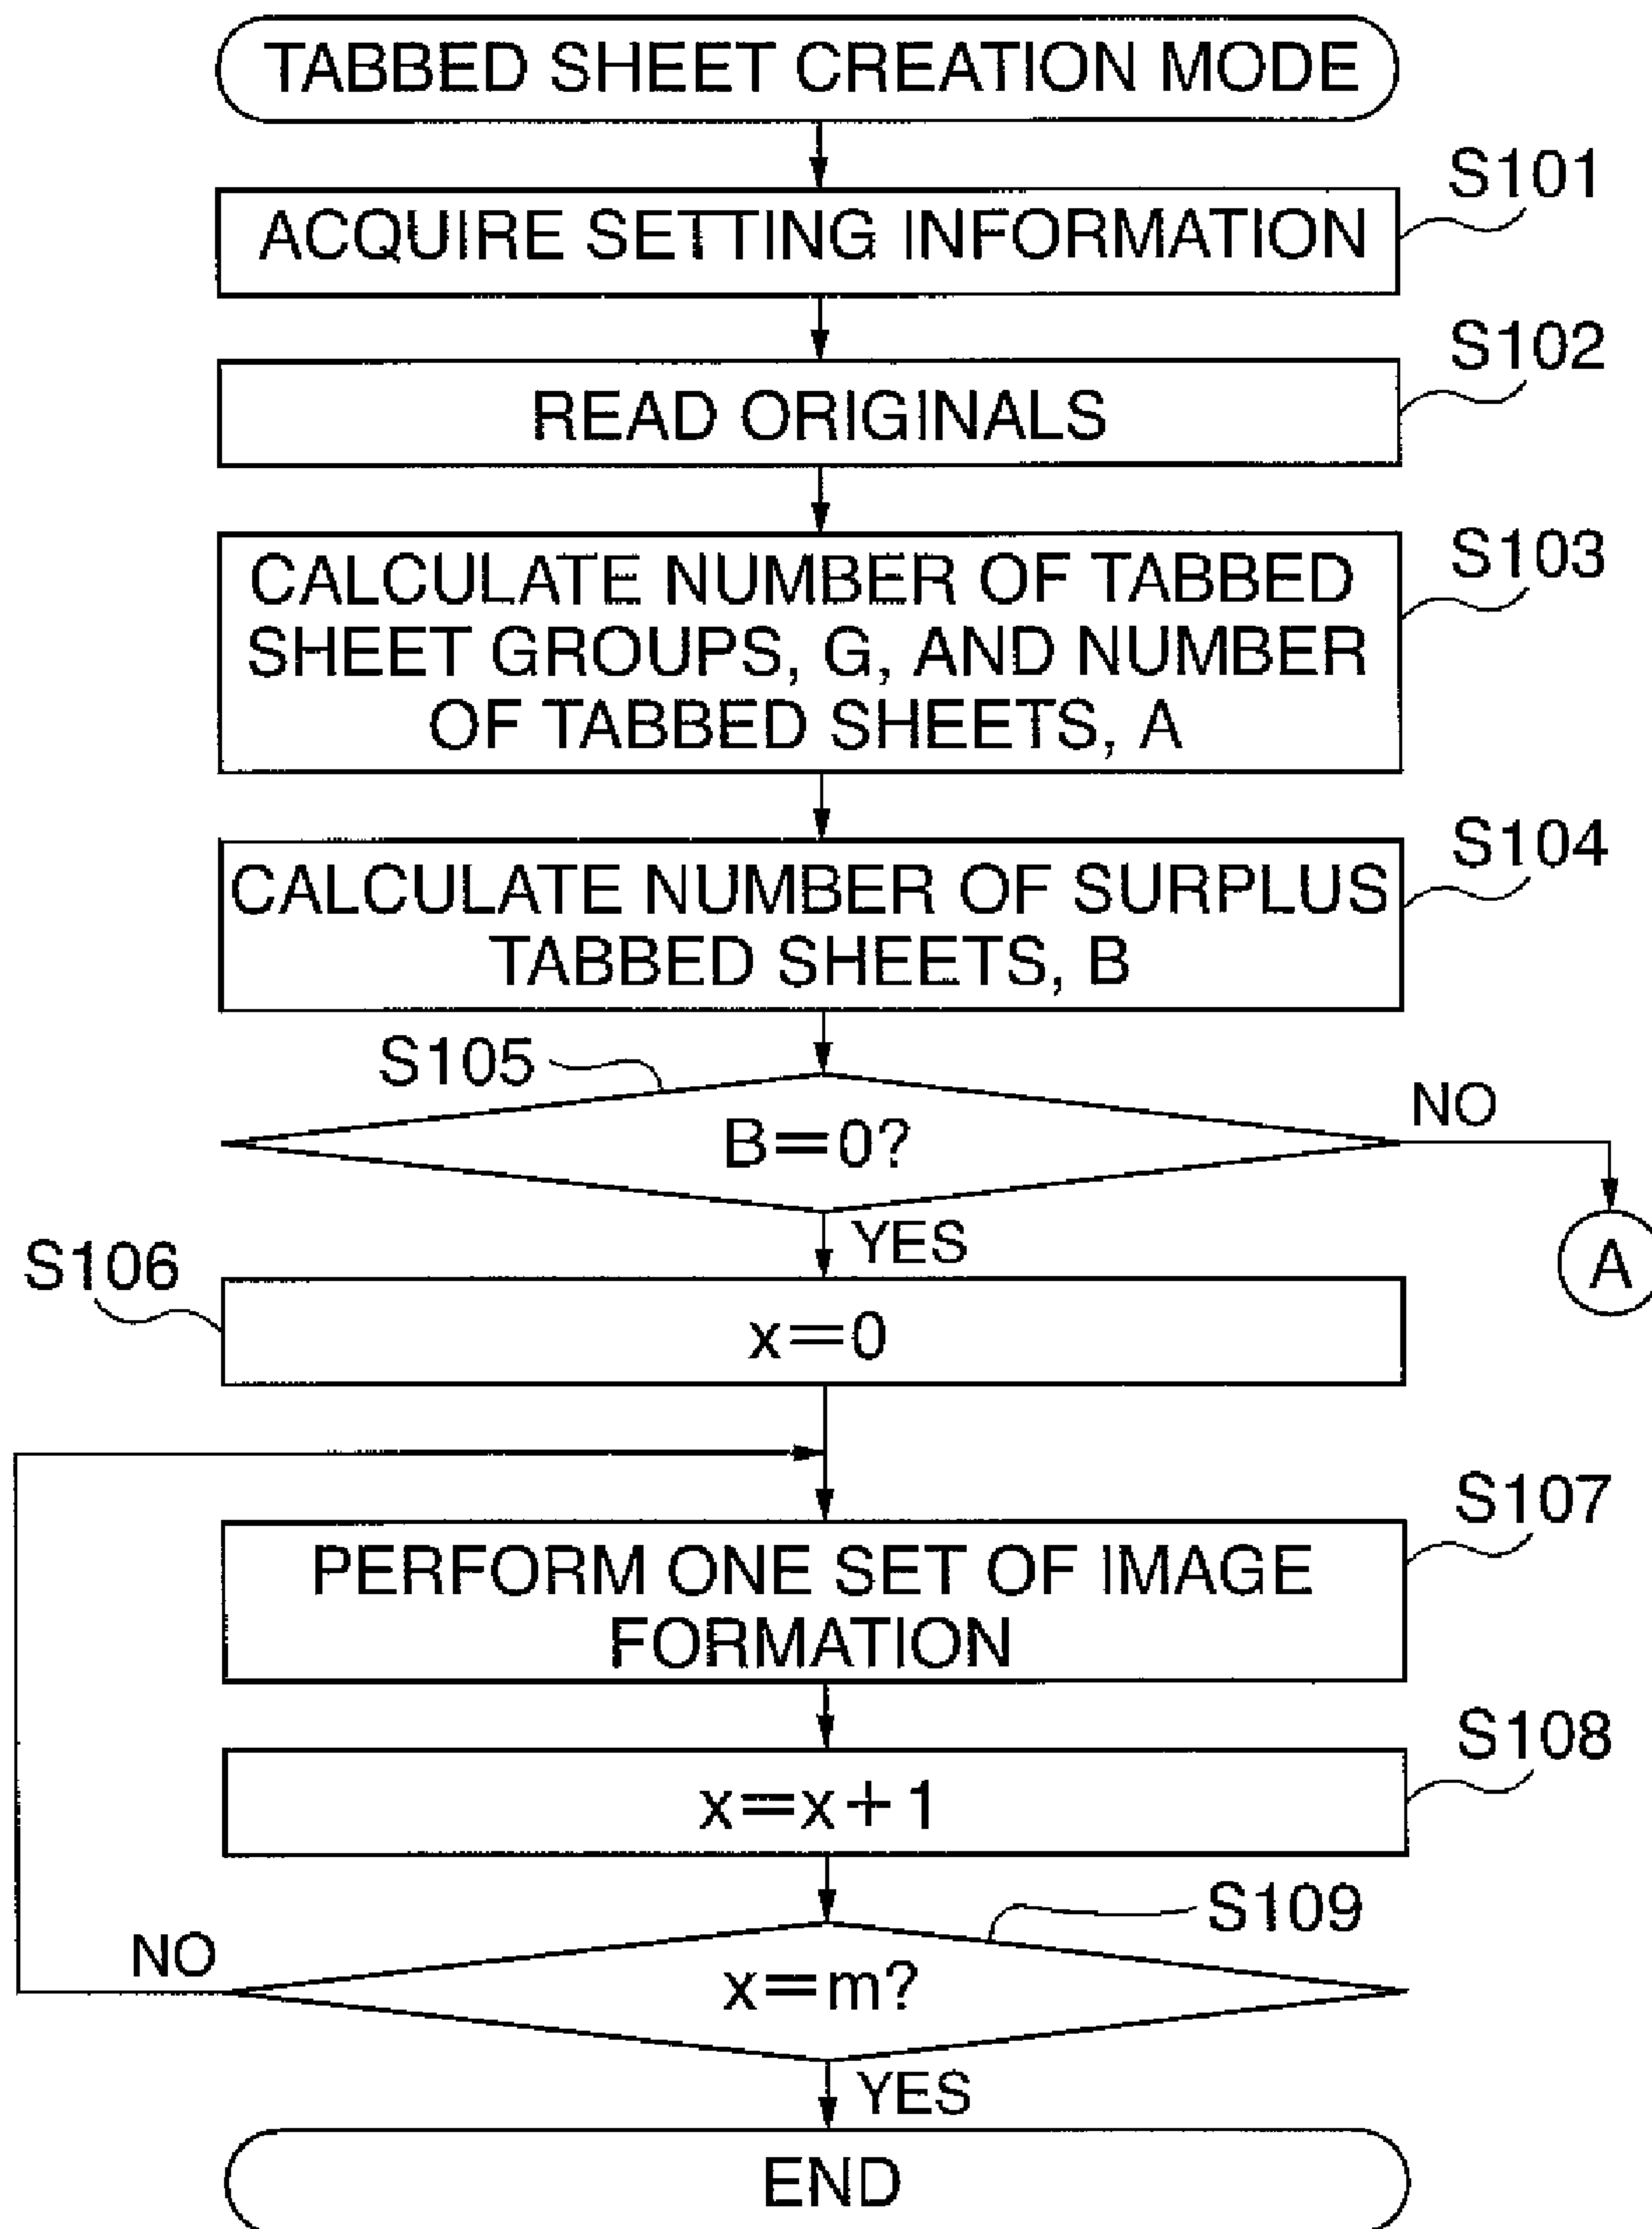 TABBED SHEET CREATION MODE
S101
ACQUIRE SETTING INFORMATION
S102
READ ORIGINALS
S103
CALCULATE NUMBER OF TABBED
SHEET GROUPS, G, AND NUMBER
OF TABBED SHEETS, A
S104
CALCULATE NUMBER OF SURPLUS
TABBED SHEETS, B
S105
B=0?
NO
A
YES
S106
x=0
S107
PERFORM ONE SET OF IMAGE
FORMATION
S108
x=x+1
S109
x=m?
NO
YES
END